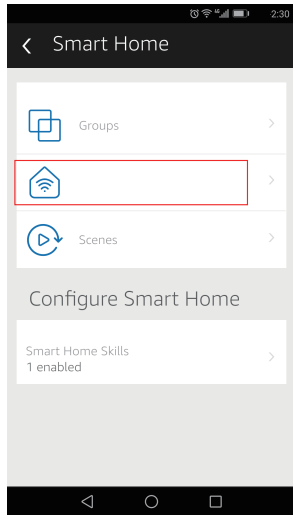 2:30
Smart Home
Groups
Scenes
Configure Smart Home
Smart Home Skills
1 enabled